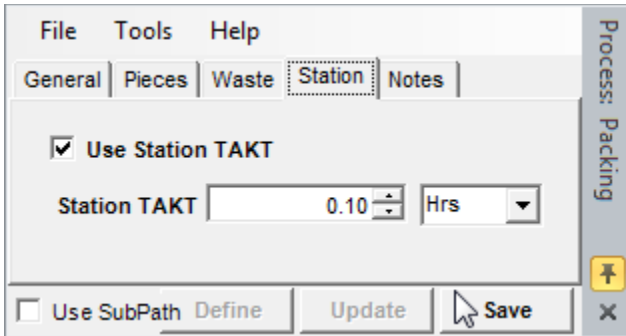 File Tools Help
General Pieces Waste Station Notes
Use Station TAKT
Station TAKT 0.10 Hrs
Use SubPath Define Update Save
Process: Packing